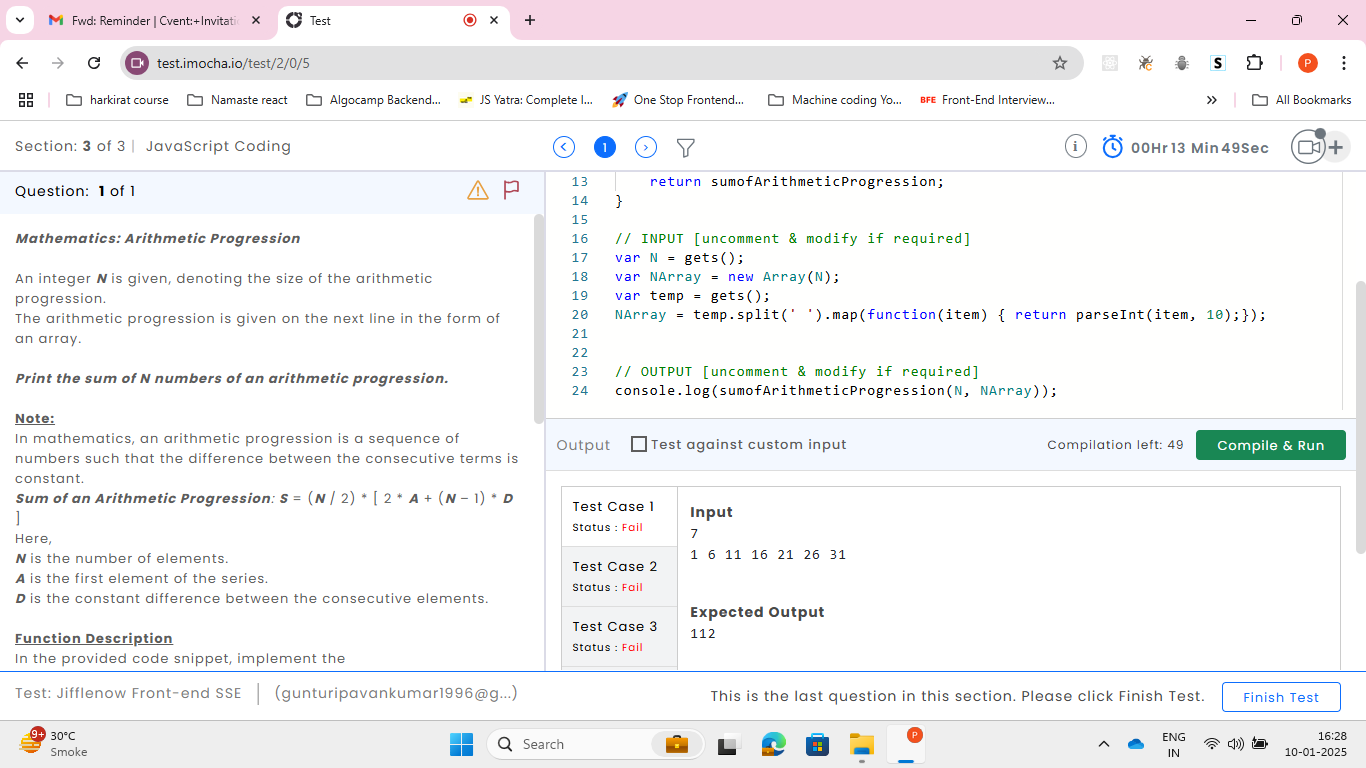 Fwd: Reminder | Cvent:+Invitati
Test
test.imocha.io/test/2/0/5
S
P
harkirat course
Namaste react
Algocamp Backend...
JS Yatra: Complete I...
One Stop Frontend...
Machine coding Yo...
BFE Front-End Interview...
All Bookmarks
Section: 3 of 3 | JavaScript Coding
1
00Hr 13 Min 49Sec
Question: 1 of 1
Mathematics: Arithmetic Progression
An integer N is given, denoting the size of the arithmetic
progression.
The arithmetic progression is given on the next line in the form of
an array.
Print the sum of N numbers of an arithmetic progression.
Note:
In mathematics, an arithmetic progression is a sequence of
numbers such that the difference between the consecutive terms is
constant.
Sum of an Arithmetic Progression: S = (N / 2) * [ 2 * A + (N – 1) * D
]
Here,
N is the number of elements.
A is the first element of the series.
D is the constant difference between the consecutive elements.
Function Description
In the provided code snippet, implement the
13 return sumofArithmeticProgression;
14 }
15
16 // INPUT [uncomment & modify if required]
17 var N = gets();
18 var NArray = new Array(N);
19 var temp = gets();
20 NArray = temp.split(' ').map(function(item) { return parseInt(item, 10);});
21
22
23 // OUTPUT [uncomment & modify if required]
24 console.log(sumofArithmeticProgression(N, NArray));
Output
Test against custom input
Compilation left: 49
Compile & Run
Test Case 1
Status : Fail
Test Case 2
Status : Fail
Test Case 3
Status : Fail
Input
7
1 6 11 16 21 26 31
Expected Output
112
Test: Jifflenow Front-end SSE | (gunturipavankumar1996@g...)
This is the last question in this section. Please click Finish Test.
Finish Test
9+
30°C
Smoke
Search
P
ENG
IN
16:28
10-01-2025